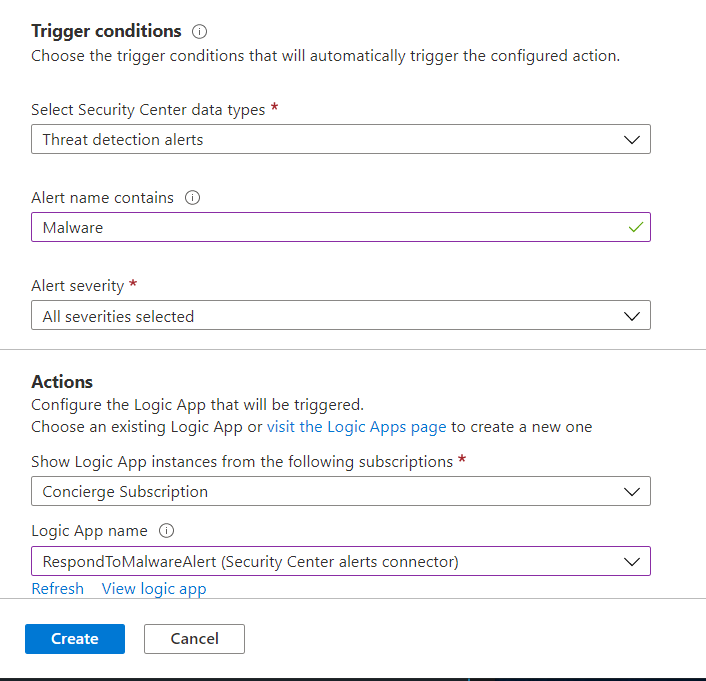 Trigger conditions
Choose the trigger conditions that will automatically trigger the configured action.
Select Security Center data types *
Threat detection alerts
Alert name contains
Malware
Alert severity *
All severities selected
Actions
Configure the Logic App that will be triggered.
Choose an existing Logic App or visit the Logic Apps page to create a new one
Show Logic App instances from the following subscriptions *
Concierge Subscription
Logic App name
RespondToMalwareAlert (Security Center alerts connector)
Refresh View logic app
Create Cancel